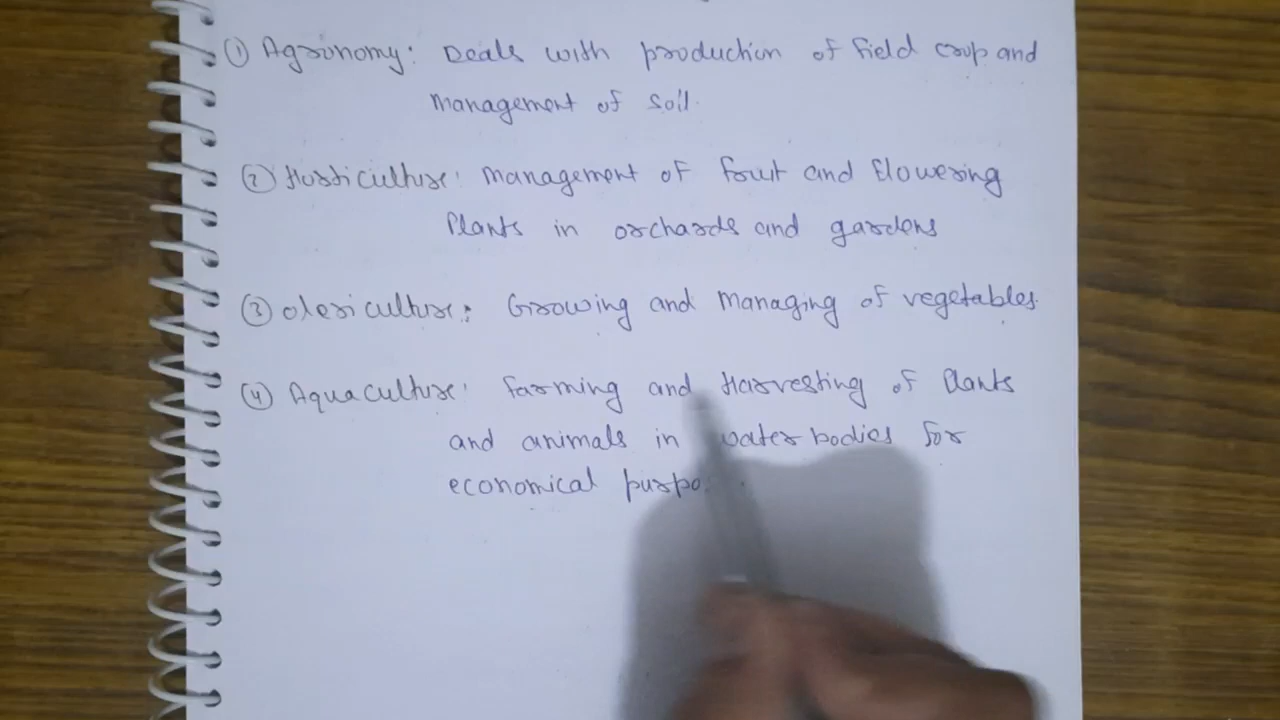 ① Agronomy: Deals with production of field crop and
management of soil.
② Horticulture: management of fruit and flowering
Plants in orchards and gardens
③ olericulture: Growing and managing of vegetables.
④ Aquaculture: farming and Harvesting of plants
and animals in water bodies for
economical purpo